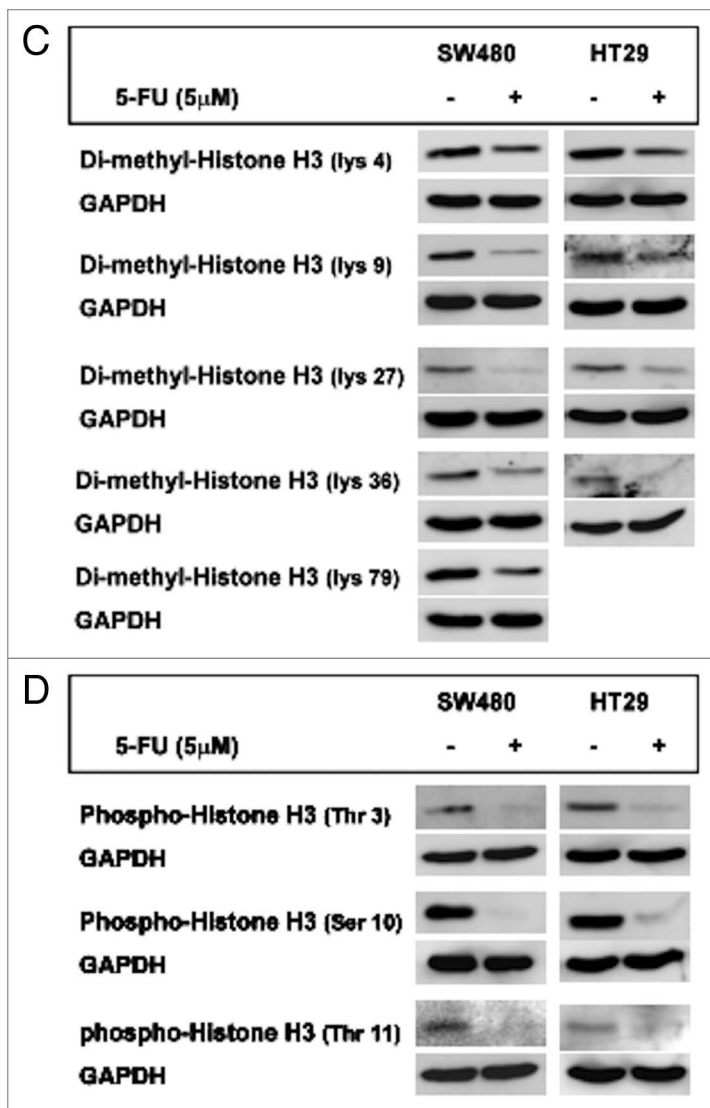 C
SW480 HT29
5-FU (5µM) - + - +
Di-methyl-Histone H3 (lys 4)
GAPDH
Di-methyl-Histone H3 (lys 9)
GAPDH
Di-methyl-Histone H3 (lys 27)
GAPDH
Di-methyl-Histone H3 (lys 36)
GAPDH
Di-methyl-Histone H3 (lys 79)
GAPDH
D
SW480 HT29
5-FU (5µM) - + - +
Phospho-Histone H3 (Thr 3)
GAPDH
Phospho-Histone H3 (Ser 10)
GAPDH
phospho-Histone H3 (Thr 11)
GAPDH